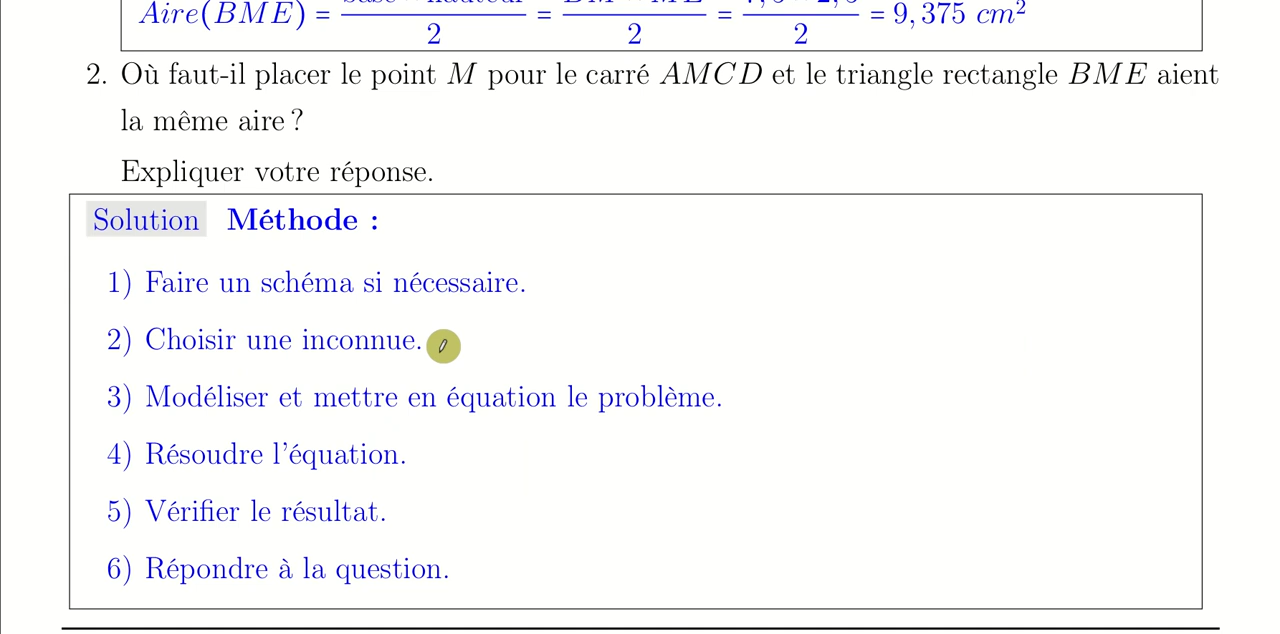 Aire(BME) = / 2 = / 2 = / 2 = 9,375 cm²
2. Où faut-il placer le point M pour le carré AMCD et le triangle rectangle BME aient
la même aire ?
Expliquer votre réponse.
Solution Méthode :
1) Faire un schéma si nécessaire.
2) Choisir une inconnue.
3) Modéliser et mettre en équation le problème.
4) Résoudre l'équation.
5) Vérifier le résultat.
6) Répondre à la question.